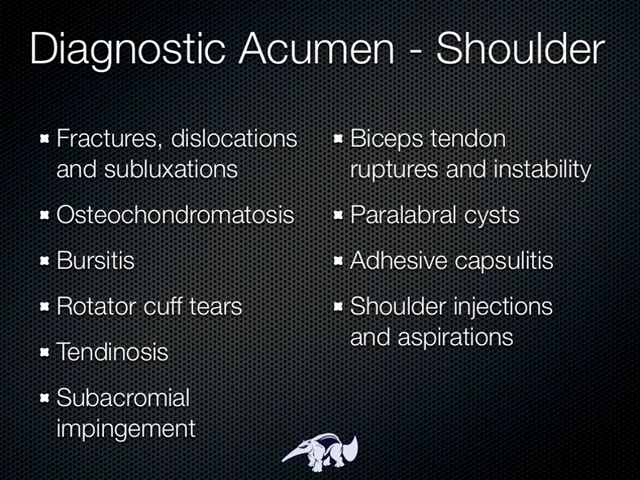 Diagnostic Acumen - Shoulder
Fractures, dislocations
and subluxations
Osteochondromatosis
Bursitis
Rotator cuff tears
Tendinosis
Subacromial
impingement
Biceps tendon
ruptures and instability
Paralabral cysts
Adhesive capsulitis
Shoulder injections
and aspirations